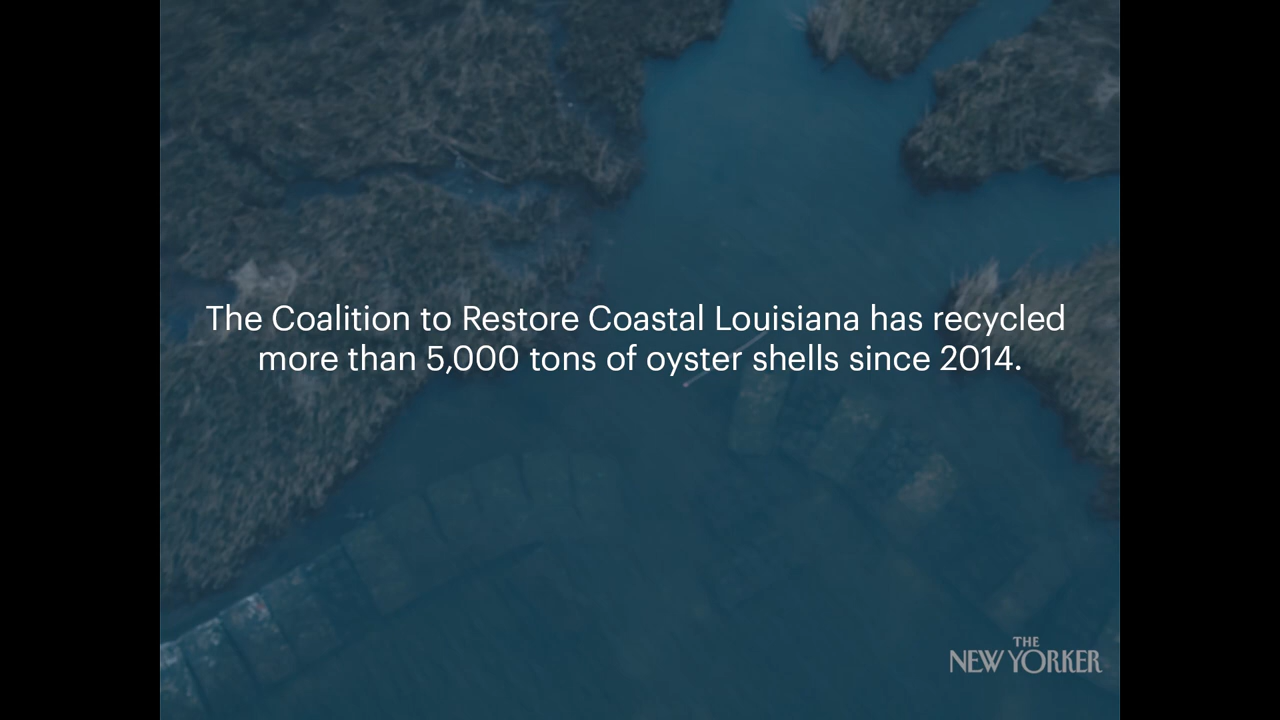 The Coalition to Restore Coastal Louisiana has recycled
more than 5,000 tons of oyster shells since 2014.
THE
NEW YORKER